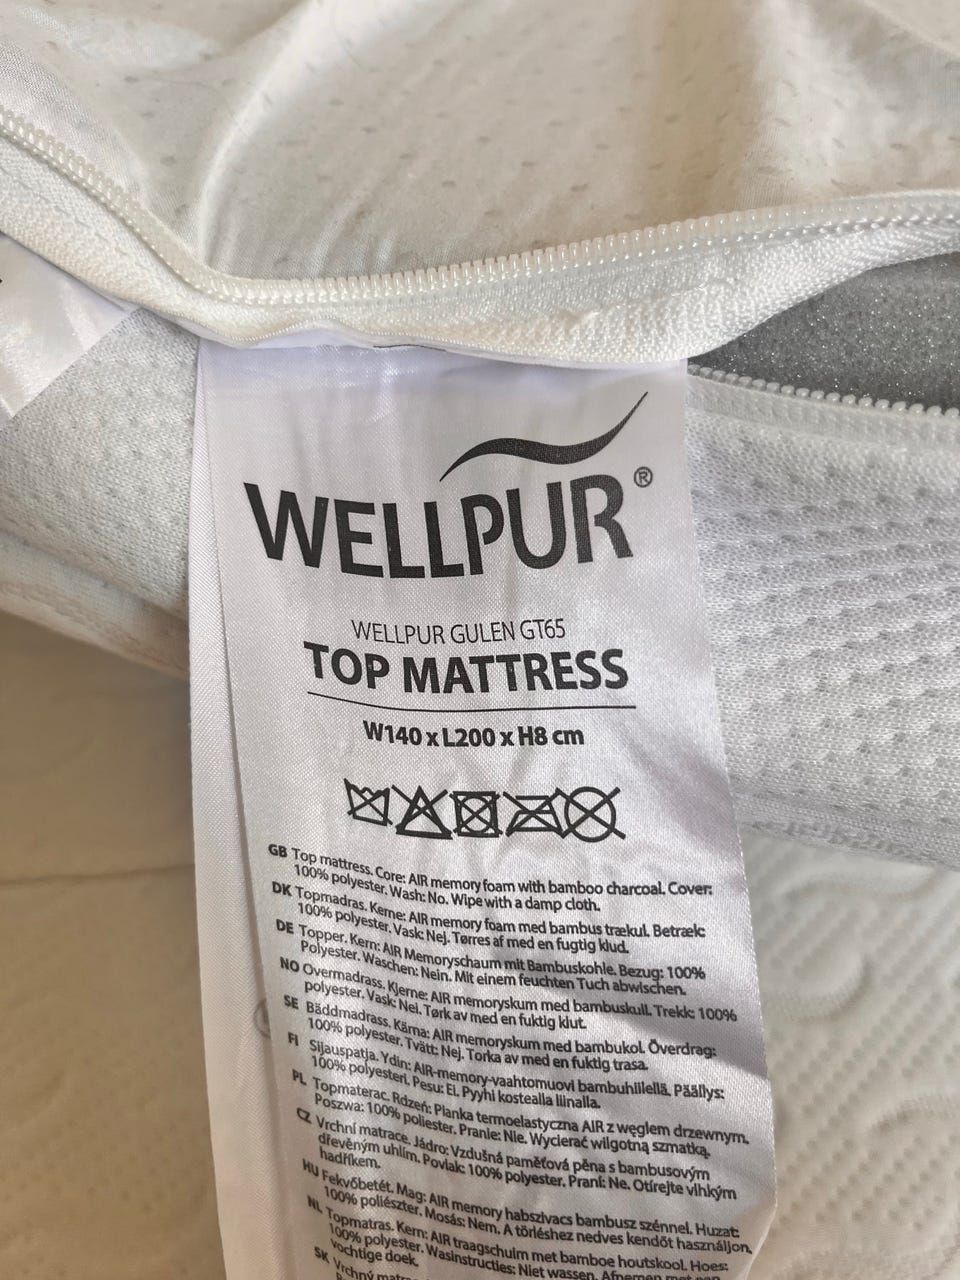 WELLPUR®
WELLPUR GULEN GT65
TOP MATTRESS
W140 x L200 x H8 cm
GB Top mattress. Core: AIR memory foam with bamboo charcoal. Cover:
100% polyester. Wash: No. Wipe with a damp cloth.
DK Topmadras. Kerne: AIR memory foam med bambus trækul. Betræk:
100% polyester. Vask: Nej. Tørres af med en fugtig klud.
DE Topper. Kern: AIR Memoryschaum mit Bambuskohle. Bezug: 100%
Polyester. Waschen: Nein. Mit einem feuchten Tuch abwischen.
NO Overmadrass. Kjerne: AIR memoryskum med bambuskull. Trekk: 100%
polyester. Vask: Nei. Tørk av med en fuktig klut.
SE Bäddmadrass. Kärna: AIR memoryskum med bambukol. Överdrag:
100% polyester. Tvätt: Nej. Torka av med en fuktig trasa.
FI Sijauspatja. Ydin: AIR-memory-vaahtomuovi bambuhiilellä. Päällys:
100% polyesteri. Pesu: Ei. Pyyhi kostealla liinalla.
PL Topmaterac. Rdzeń: Pianka termoelastyczna AIR z węglem drzewnym.
Poszwa: 100% poliester. Pranie: Nie. Wycierać wilgotną szmatką.
CZ Vrchní matrace. Jádro: Vzdušná paměťová pěna s bambusovým
dřevěným uhlím. Povlak: 100% polyester. Praní: Ne. Otírejte vlhkým
hadříkem.
HU Fekvőbetét. Mag: AIR memory habszivacs bambusz szénnel. Huzat:
100% poliészter. Mosás: Nem. A törléshez nedves kendőt használjon.
NL Topmatras. Kern: AIR traagschuim met bamboe houtskool. Hoes:
100% polyester. Wasinstructies: Niet wassen. Afnemen met een
vochtige doek.
SK Vrchný